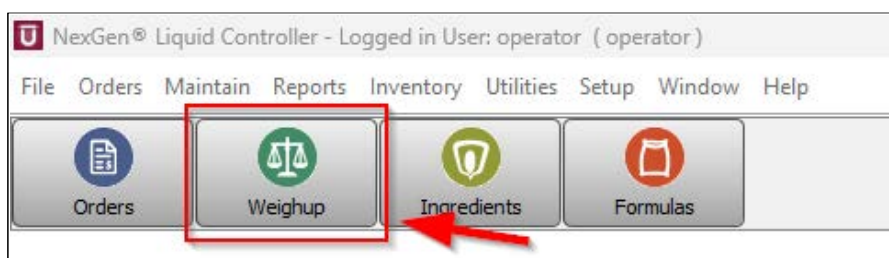 NexGen® Liquid Controller - Logged in User: operator ( operator )
File Orders Maintain Reports Inventory Utilities Setup Window Help
Orders Weighup Ingredients Formulas